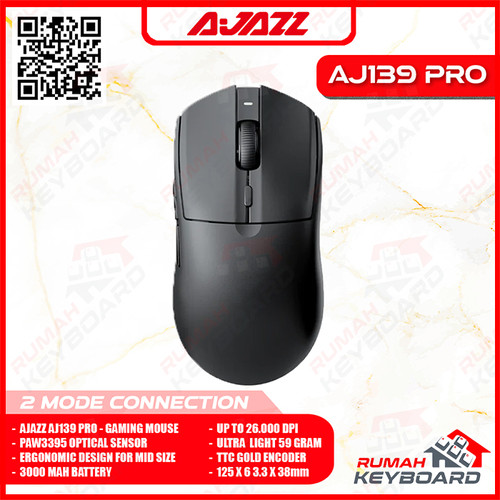 AJAZZ
AJ139 PRO
RUMAH
KEYBOARD
2 MODE CONNECTION
- AJAZZ AJ139 PRO - GAMING MOUSE
- PAW3395 OPTICAL SENSOR
- ERGONOMIC DESIGN FOR MID SIZE
- 3000 MAH BATTERY
- UP TO 26.000 DPI
- ULTRA LIGHT 59 GRAM
- TTC GOLD ENCODER
- 125 X 6 3.3 X 38mm
RUMAH
KEYBOARD